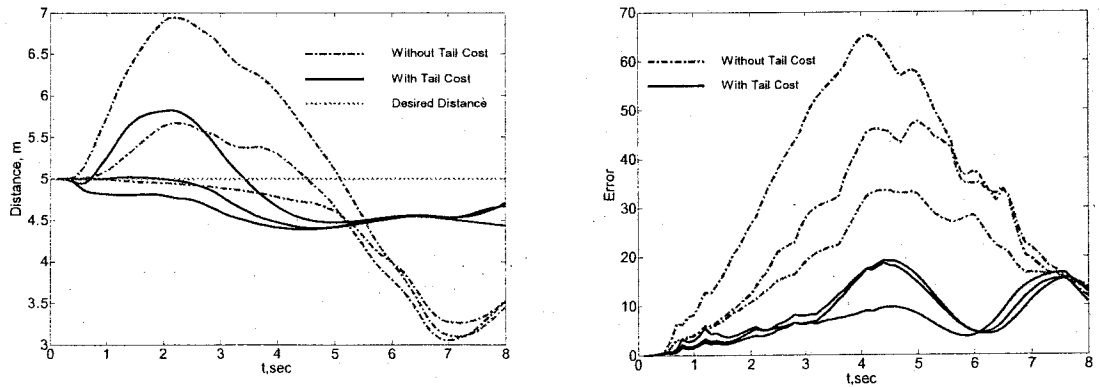 7
6.5
6
5.5
5
4.5
4
3.5
3
Distance, m
Without Tail Cost
With Tail Cost
Desired Distance
0 1 2 3 4 5 6 7 8
t,sec
70
60
50
40
30
20
10
0
Error
Without Tail Cost
With Tail Cost
0 1 2 3 4 5 6 7 8
t,sec